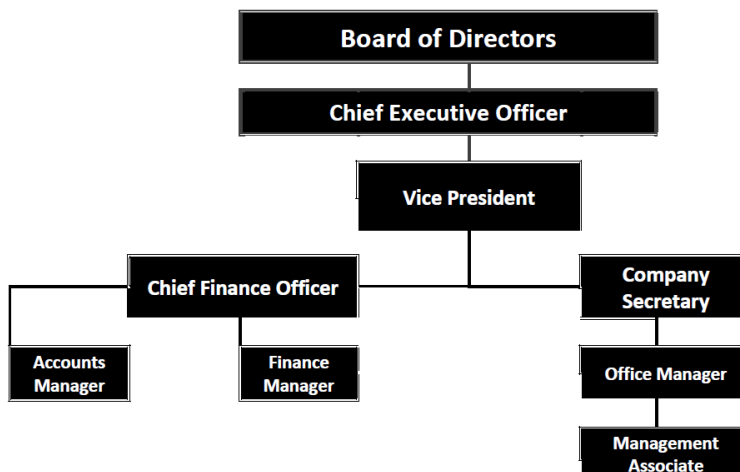 Board of Directors
Chief Executive Officer
Vice President
Chief Finance Officer
Company
Secretary
Accounts
Manager
Finance
Manager
Office Manager
Management
Associate